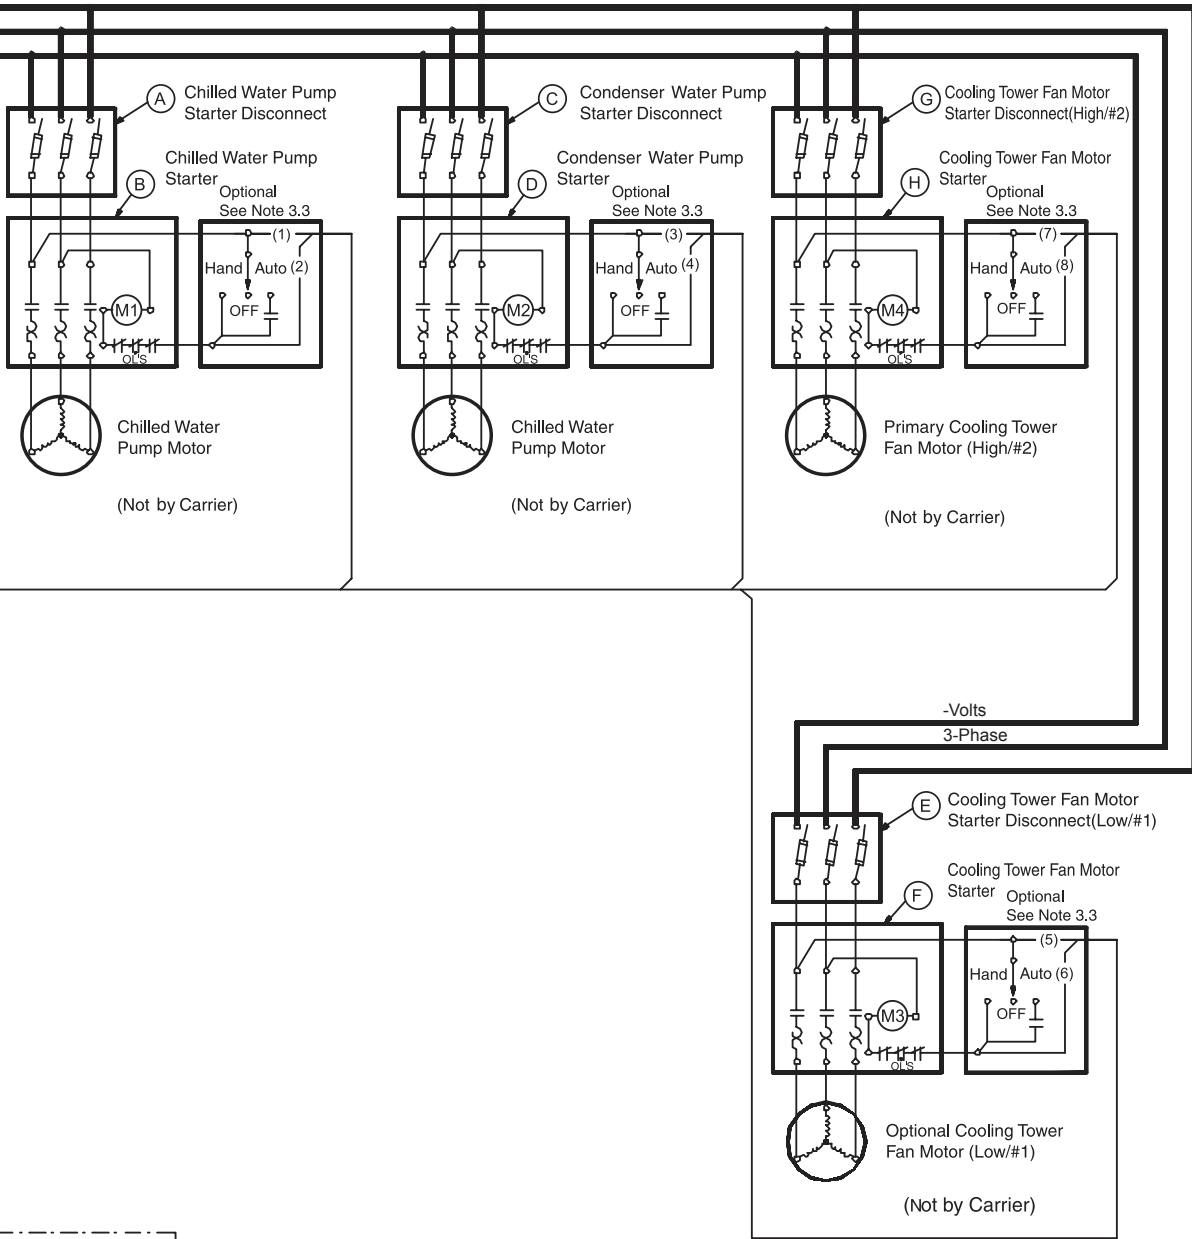 A
Chilled Water Pump
Starter Disconnect
Chilled Water Pump
Starter
B
Optional
See Note 3.3
(1)
Hand
Auto (2)
OFF
M1
OL'S
Chilled Water
Pump Motor
(Not by Carrier)
C
Condenser Water Pump
Starter Disconnect
Condenser Water Pump
Starter
D
Optional
See Note 3.3
(3)
Hand
Auto (4)
OFF
M2
OL'S
Chilled Water
Pump Motor
(Not by Carrier)
G
Cooling Tower Fan Motor
Starter Disconnect(High/#2)
Cooling Tower Fan Motor
Starter
H
Optional
See Note 3.3
(7)
Hand
Auto (8)
OFF
M4
OL'S
Primary Cooling Tower
Fan Motor (High/#2)
(Not by Carrier)
-Volts
3-Phase
E
Cooling Tower Fan Motor
Starter Disconnect(Low/#1)
Cooling Tower Fan Motor
Starter
F
Optional
See Note 3.3
(5)
Hand
Auto (6)
OFF
M3
OL'S
Optional Cooling Tower
Fan Motor (Low/#1)
(Not by Carrier)